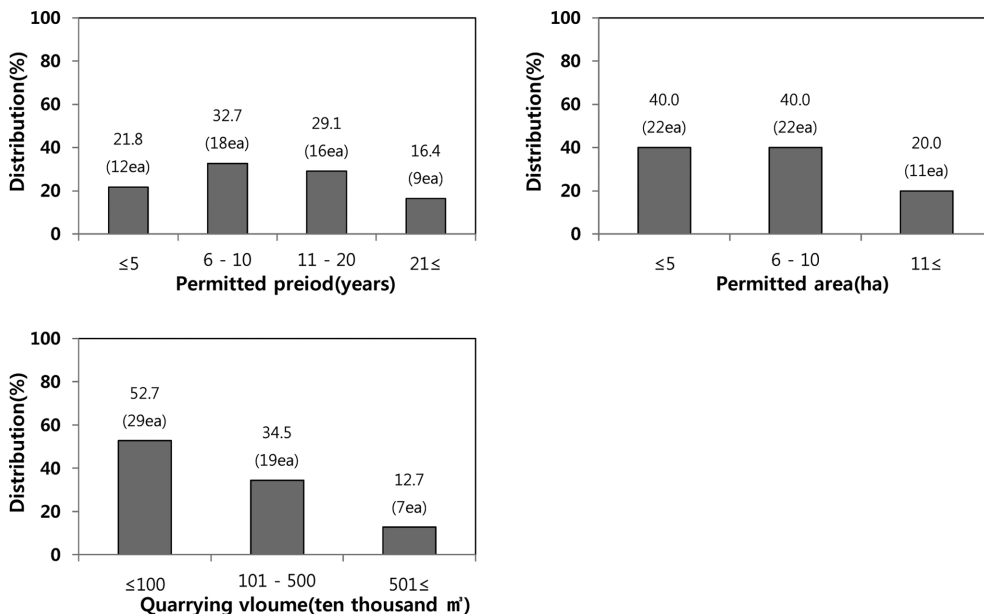 Distribution(%)
100
80
60
40
20
0
21.8
(12ea)
32.7
(18ea)
29.1
(16ea)
16.4
(9ea)
≤5
6 - 10
11 - 20
21≤
Permitted preiod(years)
Distribution(%)
100
80
60
40
20
0
40.0
(22ea)
40.0
(22ea)
20.0
(11ea)
≤5
6 - 10
11≤
Permitted area(ha)
Distribution(%)
100
80
60
40
20
0
52.7
(29ea)
34.5
(19ea)
12.7
(7ea)
≤100
101 - 500
501≤
Quarrying vloume(ten thousand ㎥)